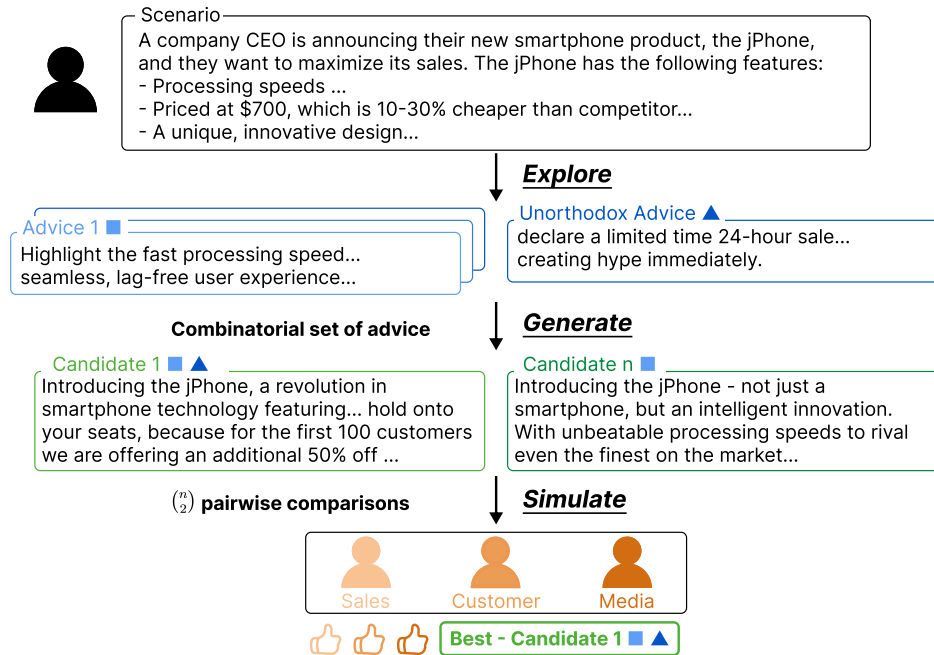 Scenario
A company CEO is announcing their new smartphone product, the jPhone,
and they want to maximize its sales. The jPhone has the following features:
- Processing speeds ...
- Priced at $700, which is 10-30% cheaper than competitor...
- A unique, innovative design...
Explore
Advice 1
Highlight the fast processing speed...
seamless, lag-free user experience...
Unorthodox Advice
declare a limited time 24-hour sale...
creating hype immediately.
Combinatorial set of advice
Generate
Candidate 1
Introducing the jPhone, a revolution in
smartphone technology featuring... hold onto
your seats, because for the first 100 customers
we are offering an additional 50% off ...
Candidate n
Introducing the jPhone - not just a
smartphone, but an intelligent innovation.
With unbeatable processing speeds to rival
even the finest on the market...
(n 2) pairwise comparisons
Simulate
Sales
Customer
Media
Best - Candidate 1